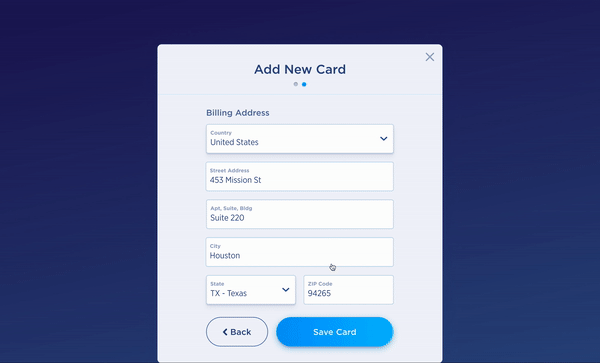 Add New Card
Billing Address
Country
United States
Street Address
453 Mission St
Apt, Suite, Bldg
Suite 220
City
Houston
State
TX - Texas
ZIP Code
94265
Back
Save Card